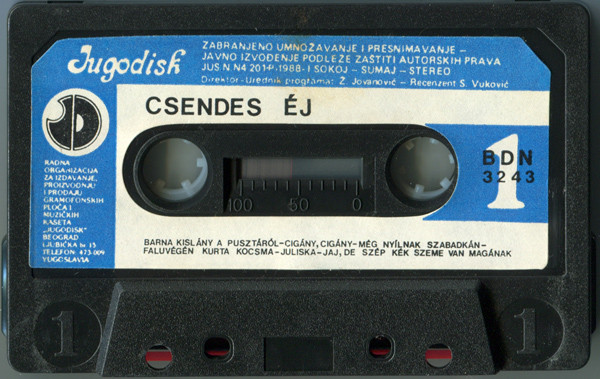 Jugodisk
ZABRANJENO UMNOŽAVANJE I PRESNIMAVANJE –
JAVNO IZVOĐENJE PODLEŽE ZAŠTITI AUTORSKIH PRAVA
JUS N. N4 201-P-1988- I SOKOJ – SUMAJ – STEREO
Direktor-Urednik programa: Z. Jovanović – Recenzent S. Vuković
CSENDES ÉJ
RADNA
ORGANIZACIJA
ZA IZDAVANJE,
PROIZVODNJU
I PRODAJU
GRAMOFONSKIH
PLOČA I
MUZIČKIH
KASETA
„JUGODISK"
BEOGRAD
LJUBIČKA br 15
TELEFON: 473-009
YUGOSLAVIA
1
BDN
3243
100 50 0
BARNA KISLÁNY A PUSZTÁRÓL-CIGÁNY, CIGÁNY-MÉG NYÍLNAK SZABADKÁN-
FALUVÉGÉN KURTA KOCSMA-JULISKA-JAJ, DE SZÉP KÉK SZEME VAN MAGÁNAK
1
1